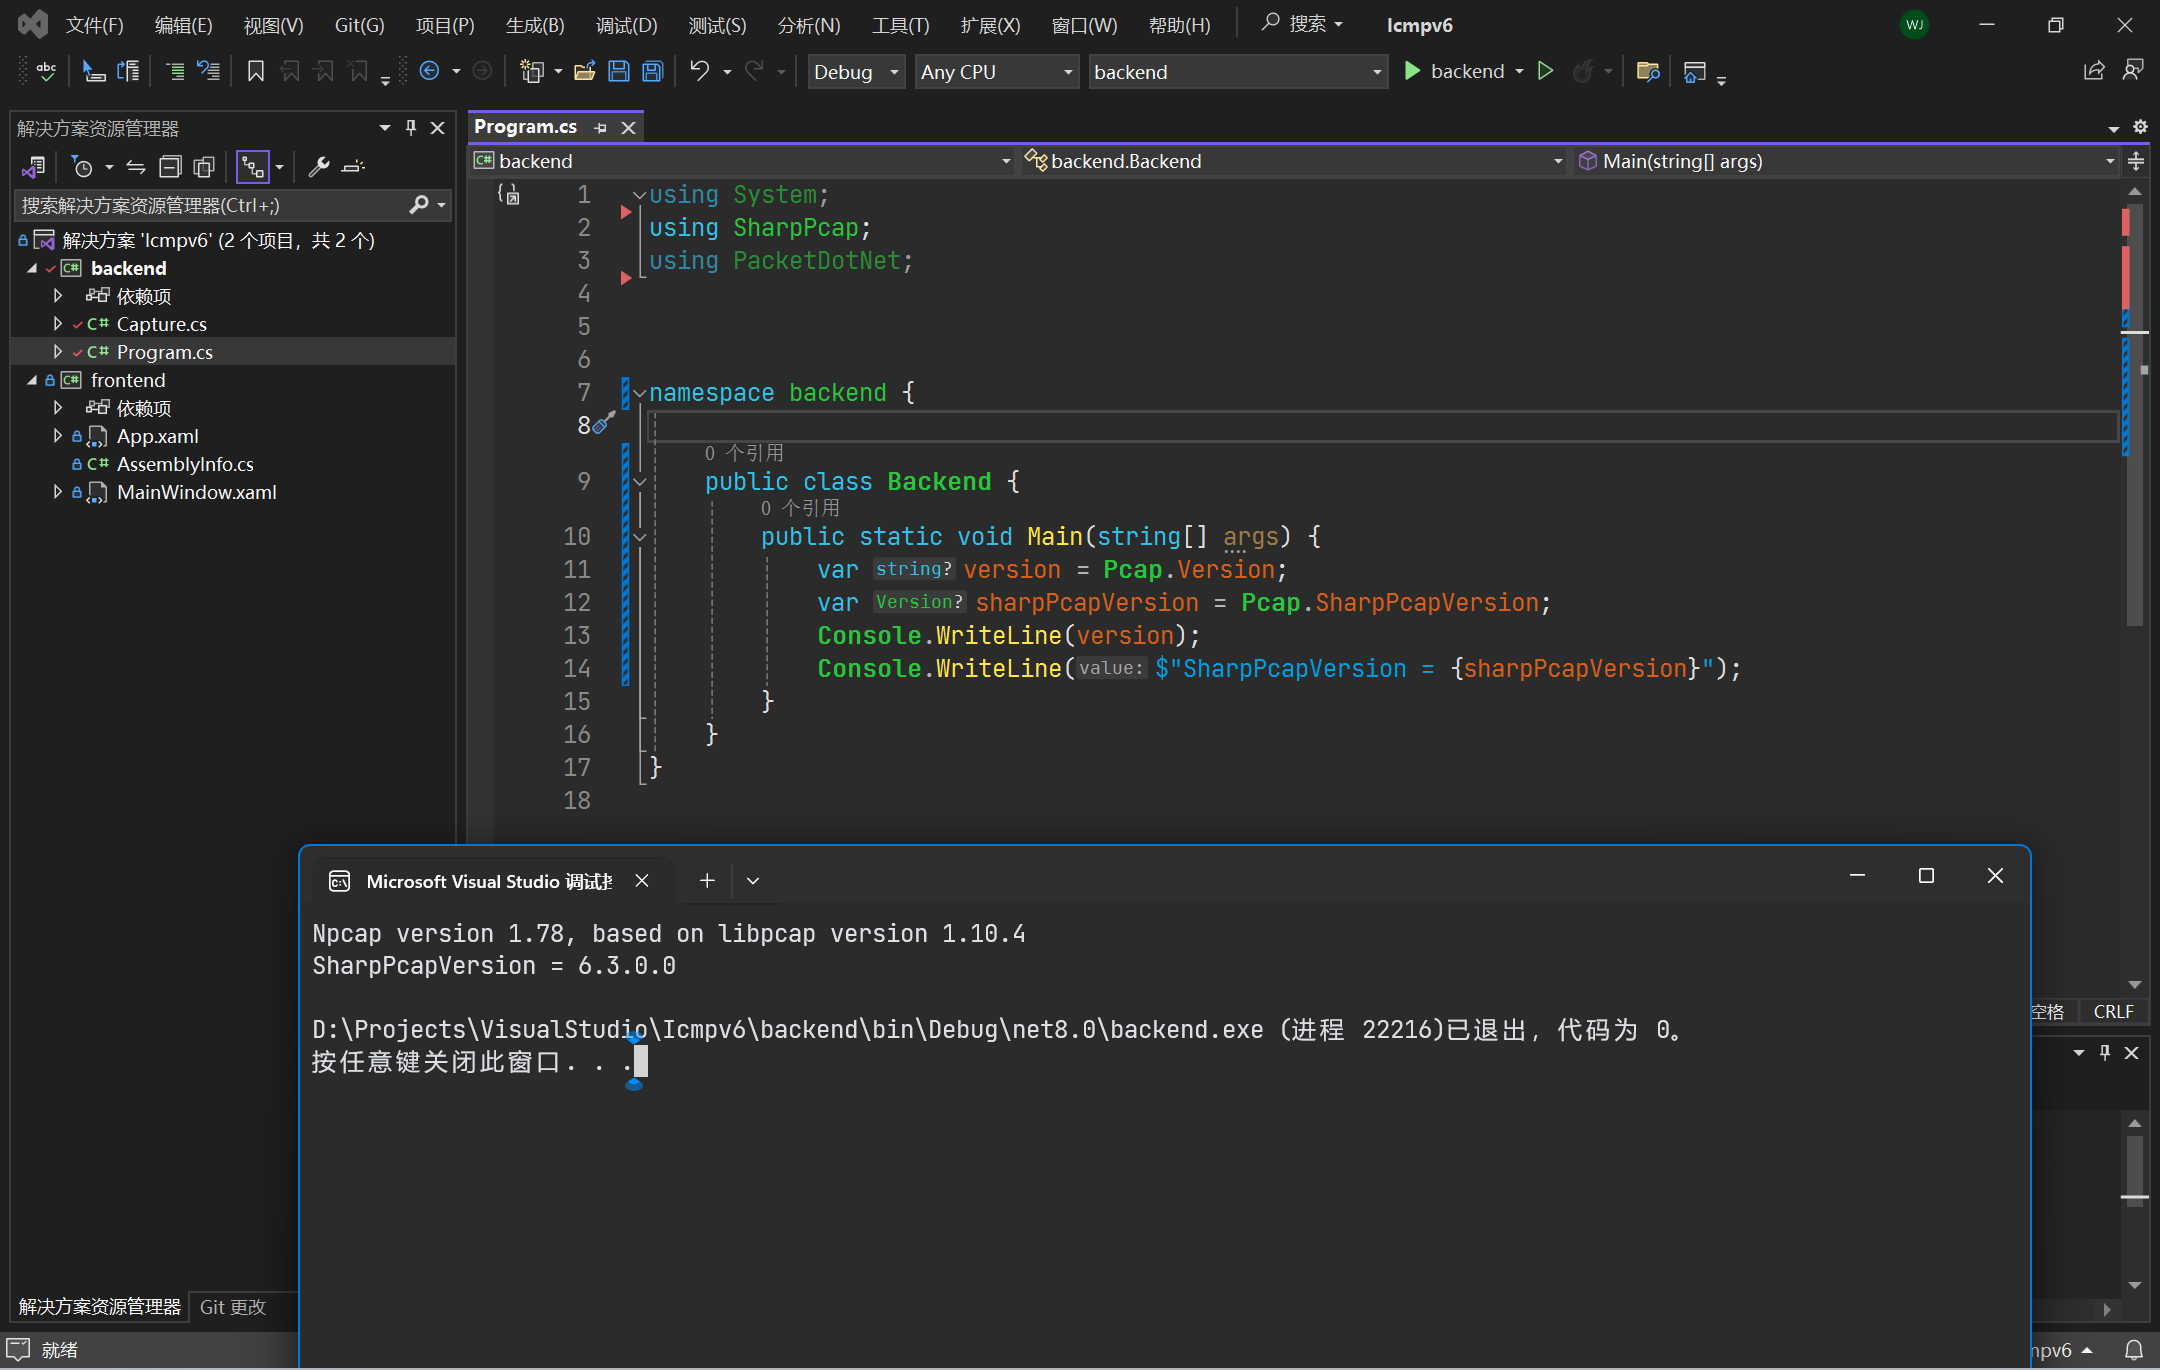 文件(F) 编辑(E) 视图(V) Git(G) 项目(P) 生成(B) 调试(D) 测试(S) 分析(N) 工具(T) 扩展(X) 窗口(W) 帮助(H) 搜索 Icmpv6 WJ
abc Debug Any CPU backend backend
解决方案资源管理器
搜索解决方案资源管理器(Ctrl+;)
解决方案 'Icmpv6' (2 个项目，共 2 个)
C# backend
依赖项
C# Capture.cs
C# Program.cs
C# frontend
依赖项
App.xaml
C# AssemblyInfo.cs
MainWindow.xaml
解决方案资源管理器 Git 更改
Program.cs
C# backend backend.Backend Main(string[] args)
1 using System;
2 using SharpPcap;
3 using PacketDotNet;
4
5
6
7 namespace backend {
8
0 个引用
9 public class Backend {
0 个引用
10 public static void Main(string[] args) {
11 var string? version = Pcap.Version;
12 var Version? sharpPcapVersion = Pcap.SharpPcapVersion;
13 Console.WriteLine(version);
14 Console.WriteLine(value: $"SharpPcapVersion = {sharpPcapVersion}");
15 }
16 }
17 }
18
空格 CRLF
Microsoft Visual Studio 调试
Npcap version 1.78, based on libpcap version 1.10.4
SharpPcapVersion = 6.3.0.0
D:\Projects\VisualStudio\Icmpv6\backend\bin\Debug\net8.0\backend.exe (进程 22216)已退出，代码为 0。
按任意键关闭此窗口. . .
就绪 mpv6